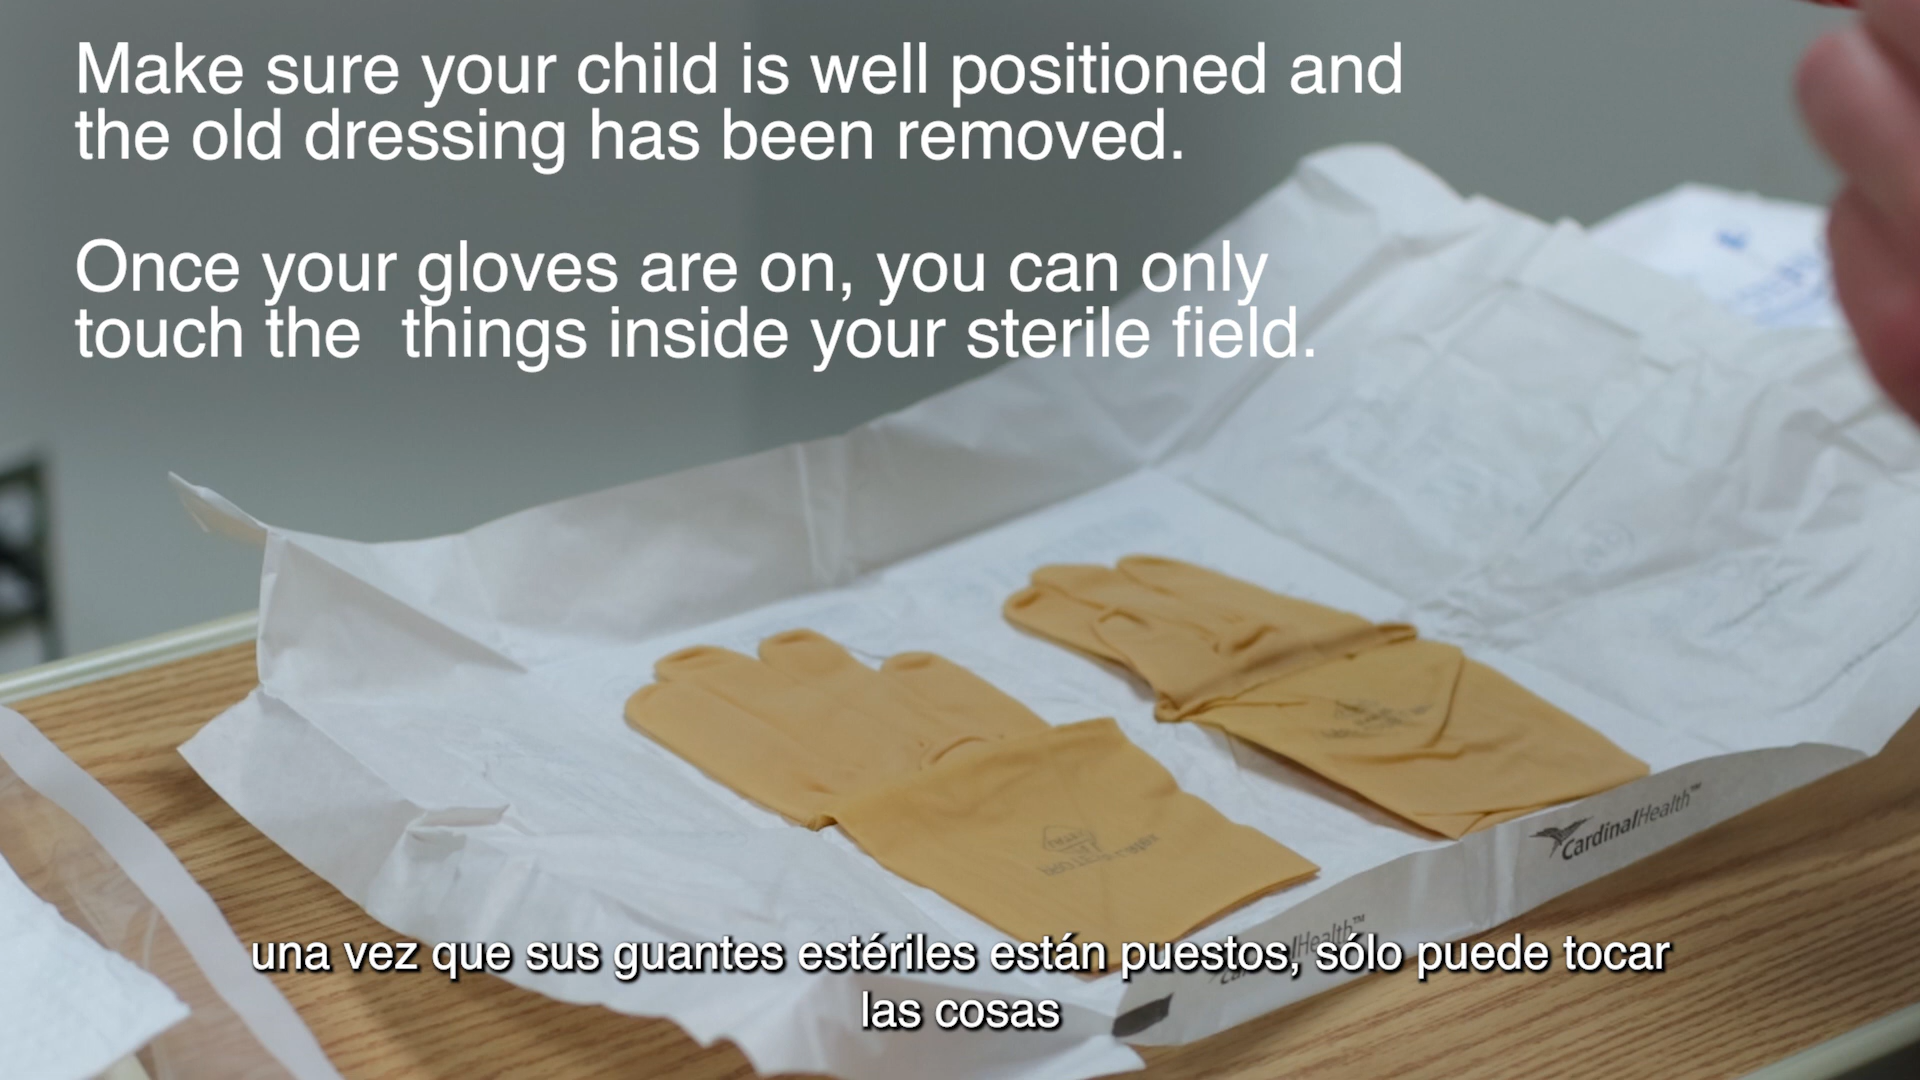 Make sure your child is well positioned and
the old dressing has been removed.
Once your gloves are on, you can only
touch the  things inside your sterile field.
CardinalHealth™
lHealth™
una vez que sus guantes estériles están puestos, sólo puede tocar
las cosas